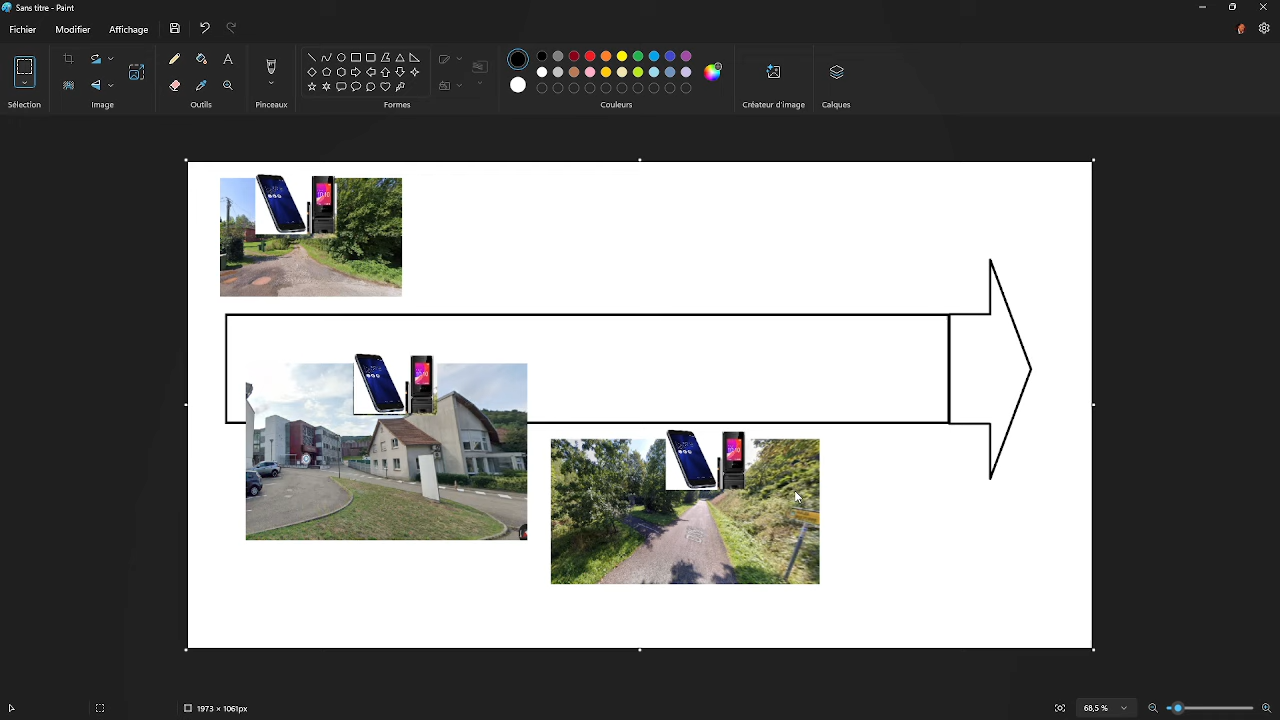 Sans titre - Paint
Fichier Modifier Affichage
Sélection Image Outils Pinceaux Formes Couleurs Créateur d'image Calques
1973 × 1061px 68,5 %